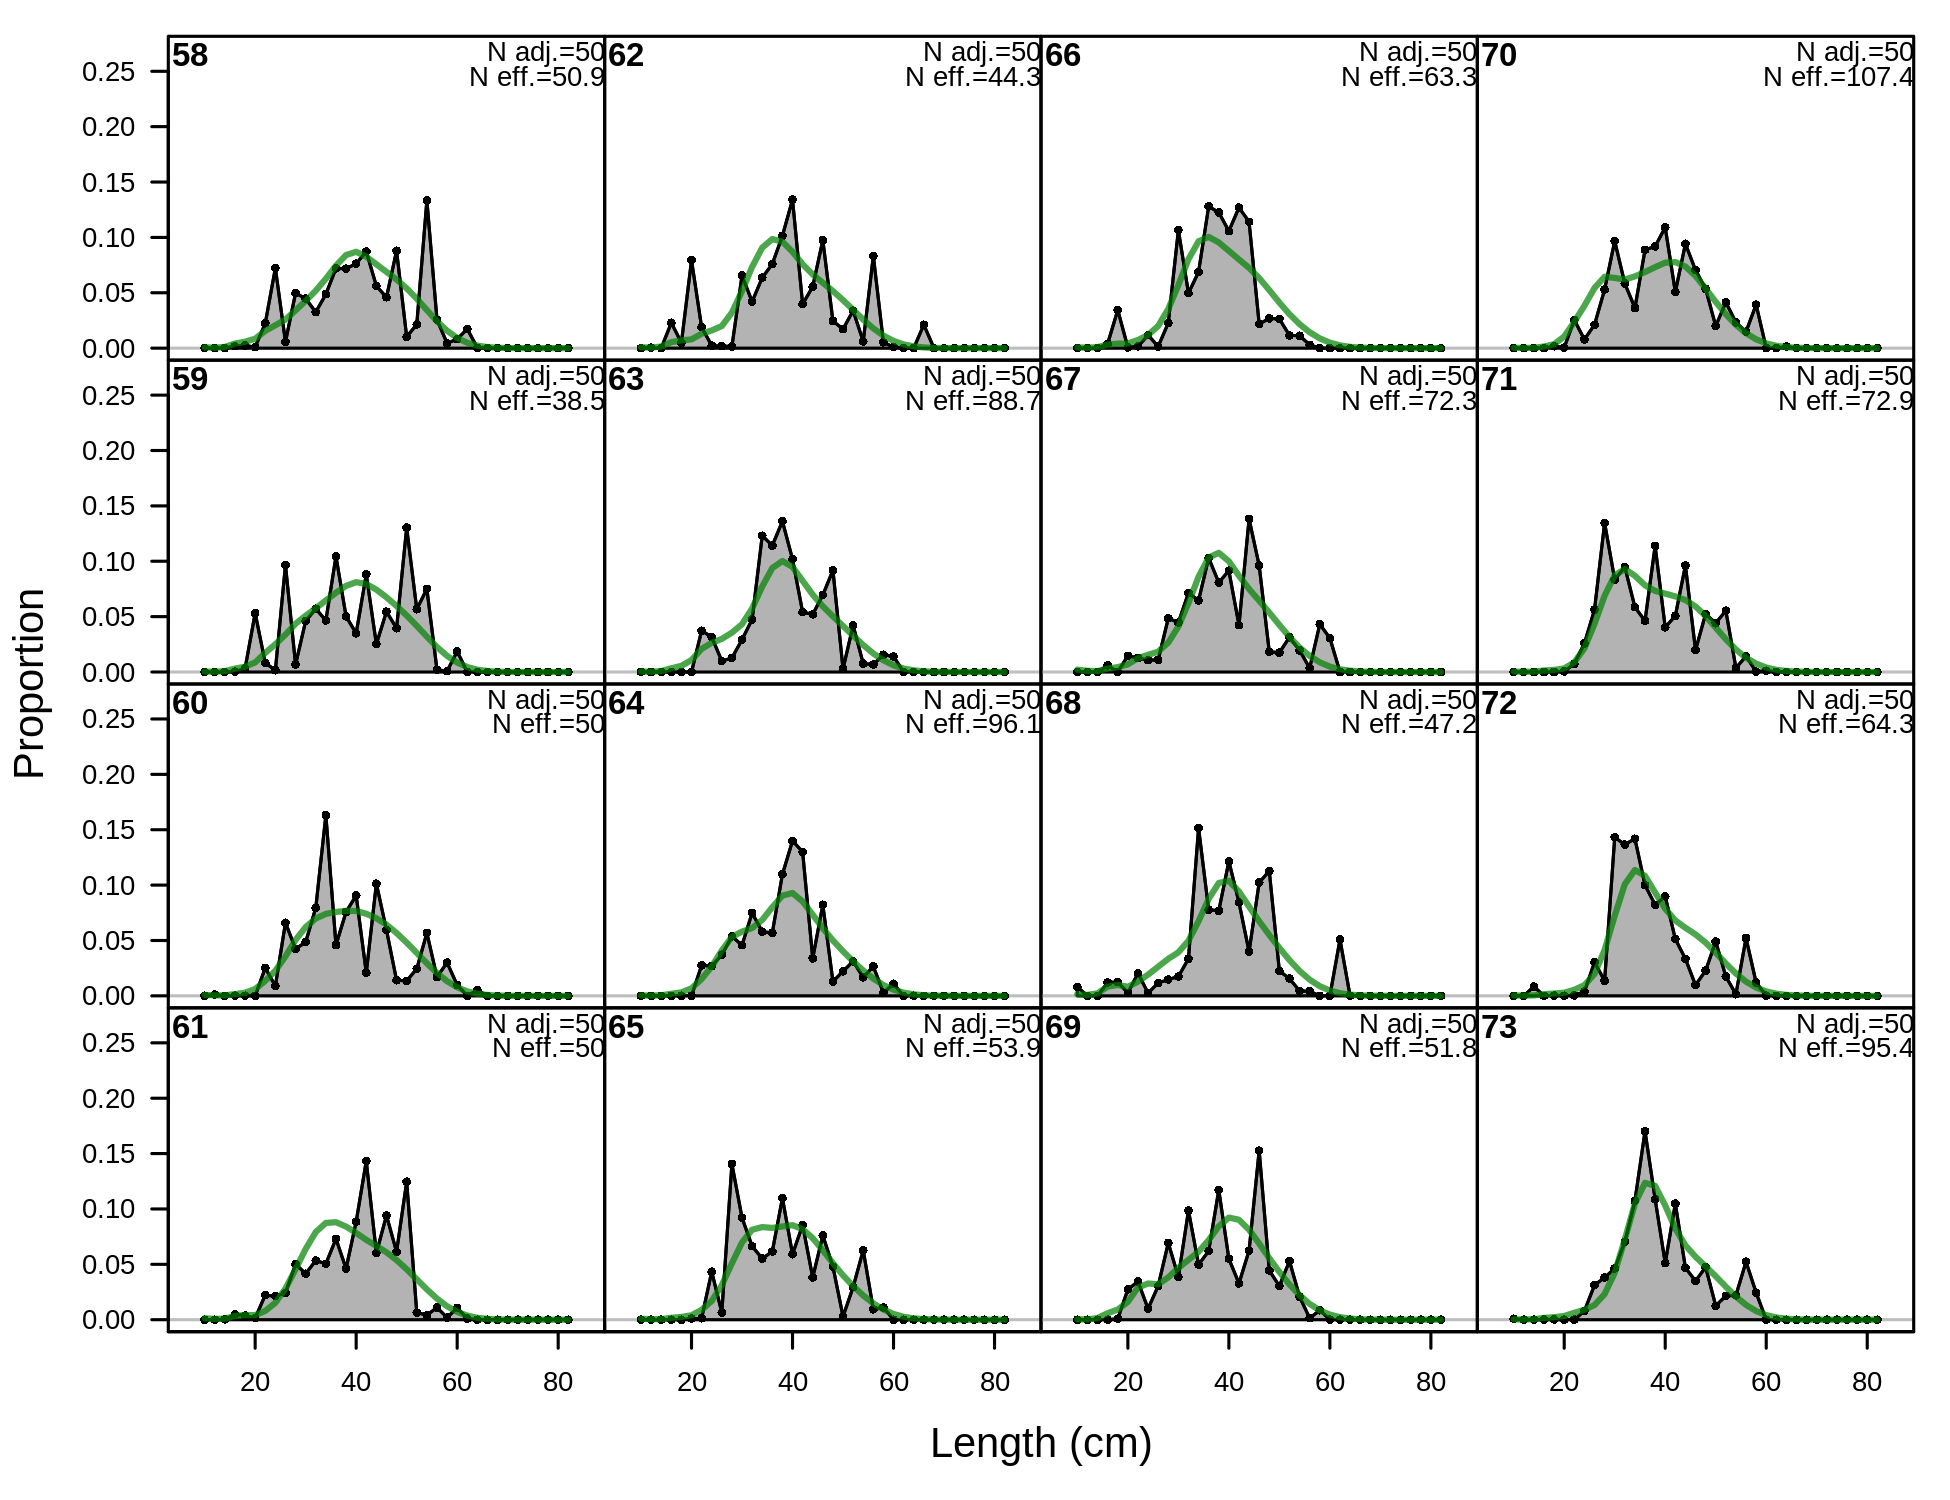 58
N adj.=50
N eff.=50.9
62
N adj.=50
N eff.=44.3
66
N adj.=50
N eff.=63.3
70
N adj.=50
N eff.=107.4
0.25
0.20
0.15
0.10
0.05
0.00
59
N adj.=50
N eff.=38.5
63
N adj.=50
N eff.=88.7
67
N adj.=50
N eff.=72.3
71
N adj.=50
N eff.=72.9
0.25
0.20
0.15
0.10
0.05
0.00
60
N adj.=50
N eff.=50
64
N adj.=50
N eff.=96.1
68
N adj.=50
N eff.=47.2
72
N adj.=50
N eff.=64.3
0.25
0.20
0.15
0.10
0.05
0.00
61
N adj.=50
N eff.=50
65
N adj.=50
N eff.=53.9
69
N adj.=50
N eff.=51.8
73
N adj.=50
N eff.=95.4
0.25
0.20
0.15
0.10
0.05
0.00
20 40 60 80 20 40 60 80 20 40 60 80 20 40 60 80
Length (cm)
Proportion